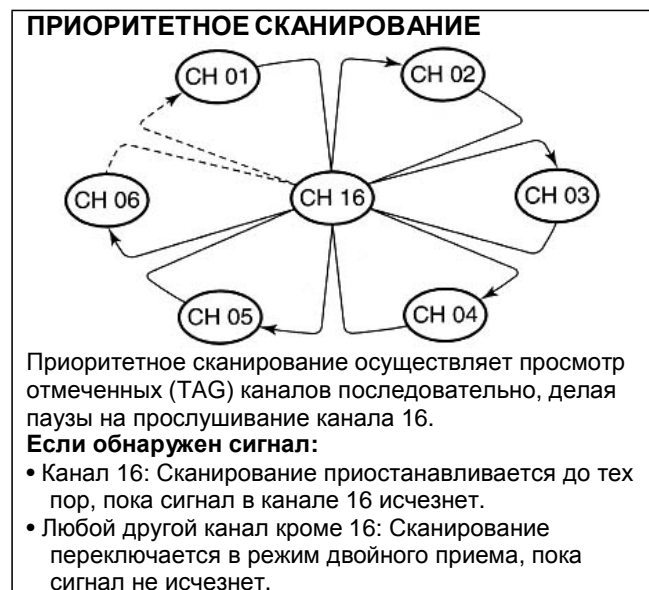 ПРИОРИТЕТНОЕ СКАНИРОВАНИЕ
CH 01
CH 02
CH 06
CH 16
CH 03
CH 05
CH 04
Приоритетное сканирование осуществляет просмотр
отмеченных (TAG) каналов последовательно, делая
паузы на прослушивание канала 16.
Если обнаружен сигнал:
• Канал 16: Сканирование приостанавливается до тех
пор, пока сигнал в канале 16 исчезнет.
• Любой другой канал кроме 16: Сканирование
переключается в режим двойного приема, пока
сигнал не исчезнет.